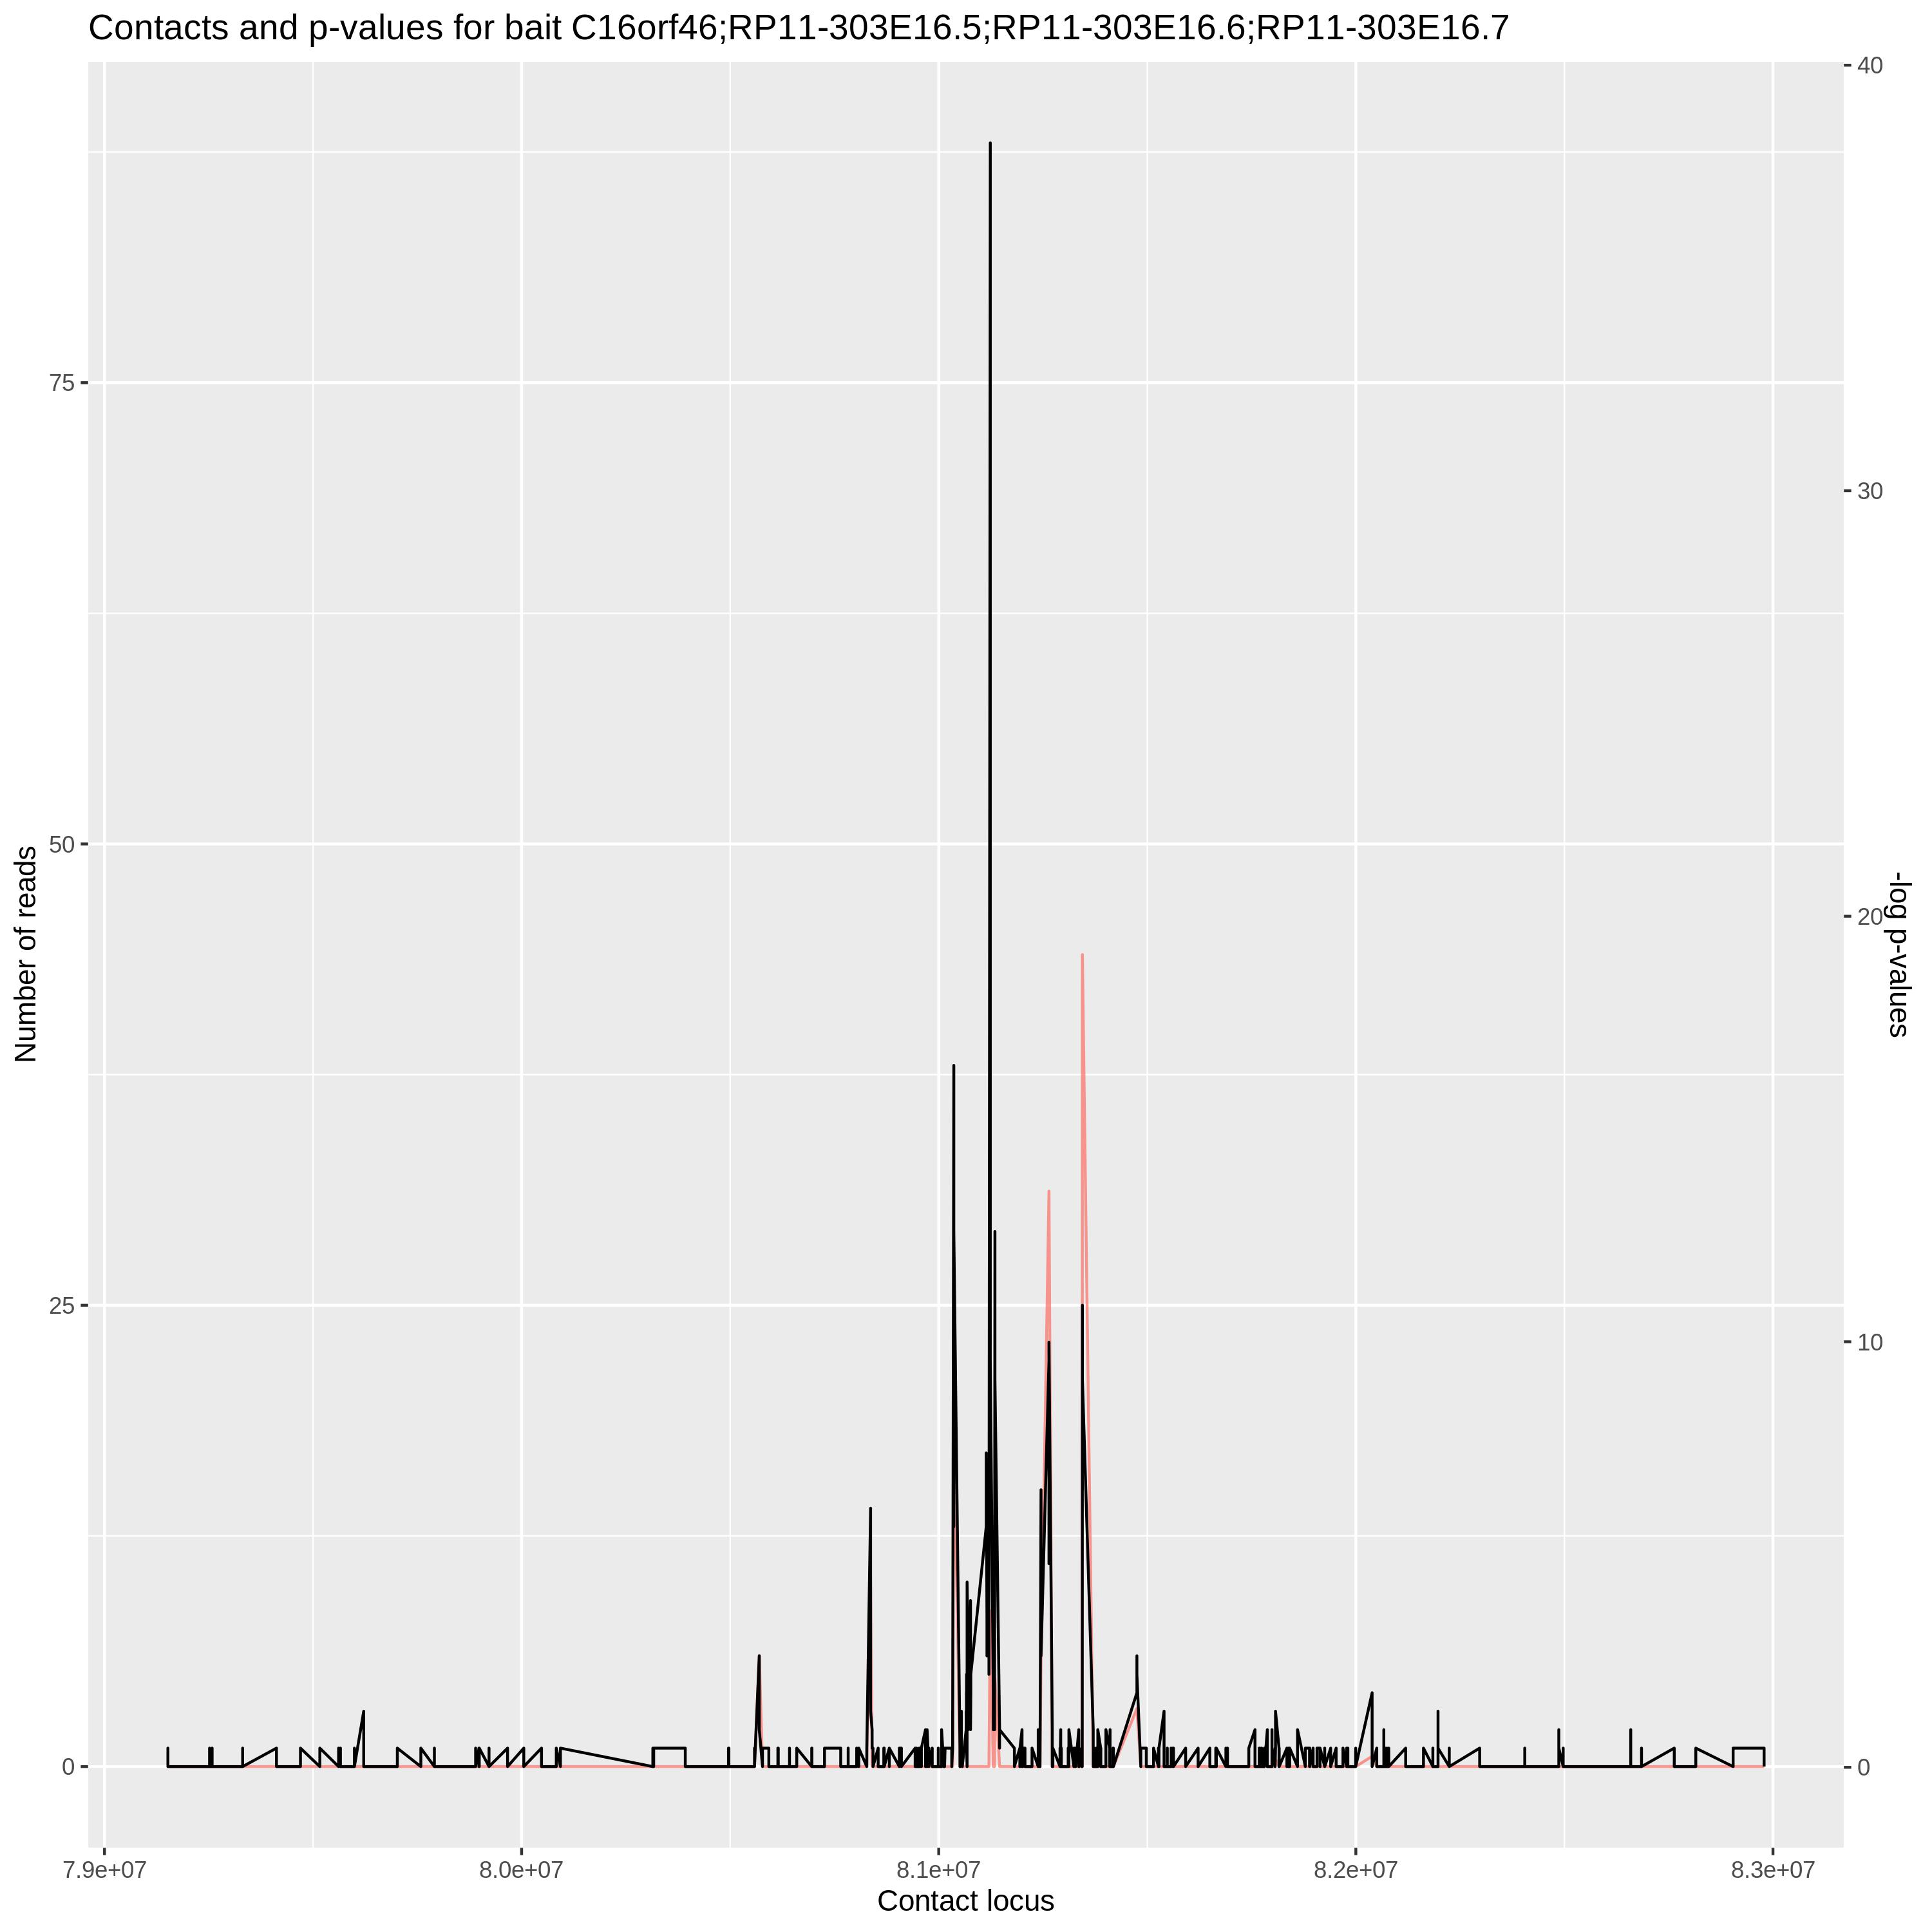 Contacts and p-values for bait C16orf46;RP11-303E16.5;RP11-303E16.6;RP11-303E16.7
Number of reads
75
50
25
0
40
30
20
10
0
-log p-values
7.9e+07 8.0e+07 8.1e+07 8.2e+07 8.3e+07
Contact locus